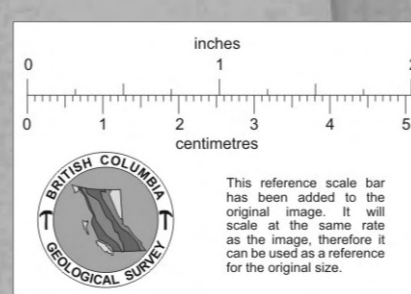 inches
0 1 2
0 1 2 3 4 5
centimetres
BRITISH COLUMBIA
GEOLOGICAL SURVEY
This reference scale bar
has been added to the
original image. It will
scale at the same rate
as the image, therefore it
can be used as a reference
for the original size.